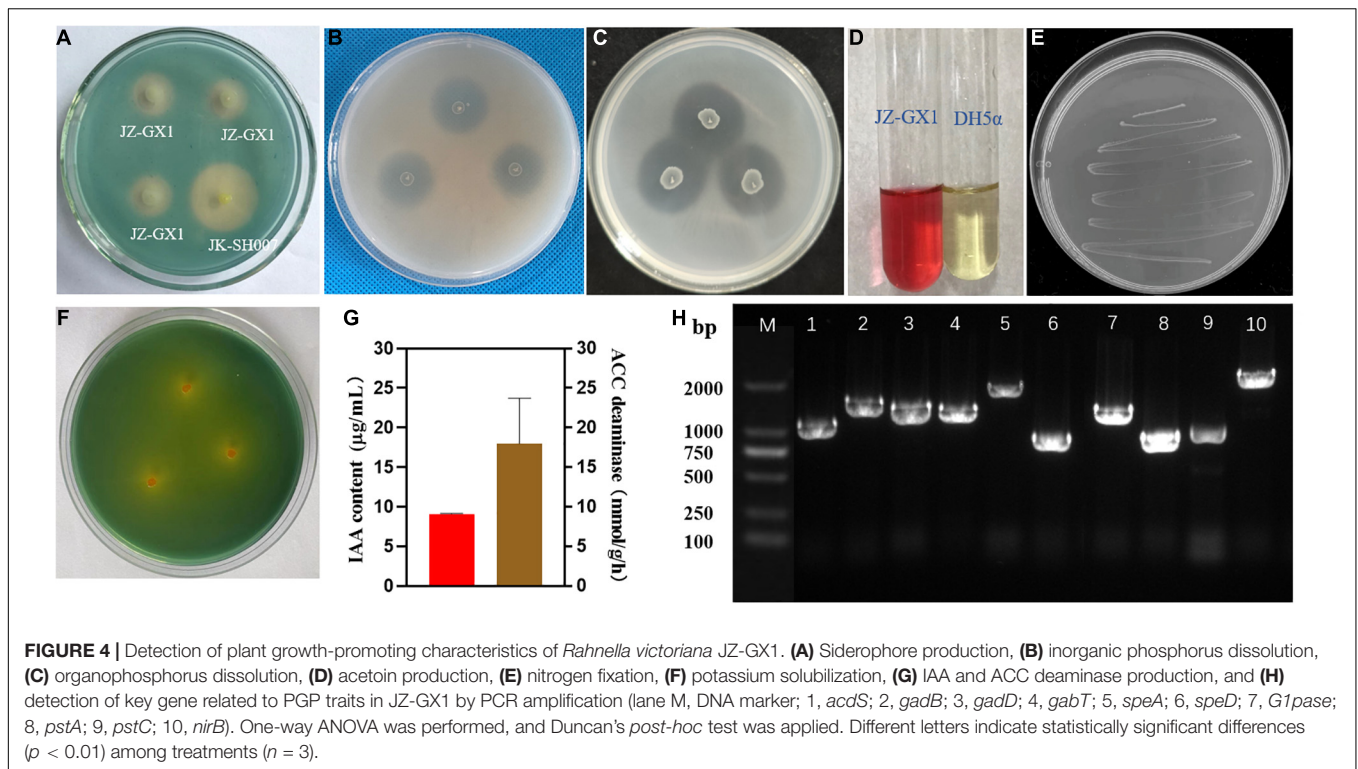 A
B
C
D
E
JZ-GX1
JZ-GX1
JZ-GX1
JK-SH007
JZ-GX1
DH5α
F
G
30
25
20
15
10
5
0
IAA content (μg/mL)
30
25
20
15
10
5
0
ACC deaminase (mmol/g/h)
H
bp
M 1 2 3 4 5 6 7 8 9 10
2000
1000
750
500
250
100
FIGURE 4 | Detection of plant growth-promoting characteristics of Rahnella victoriana JZ-GX1. (A) Siderophore production, (B) inorganic phosphorus dissolution,
(C) organophosphorus dissolution, (D) acetoin production, (E) nitrogen fixation, (F) potassium solubilization, (G) IAA and ACC deaminase production, and (H)
detection of key gene related to PGP traits in JZ-GX1 by PCR amplification (lane M, DNA marker; 1, acdS; 2, gadB; 3, gadD; 4, gabT; 5, speA; 6, speD; 7, G1pase;
8, pstA; 9, pstC; 10, nirB). One-way ANOVA was performed, and Duncan's post-hoc test was applied. Different letters indicate statistically significant differences
(p < 0.01) among treatments (n = 3).